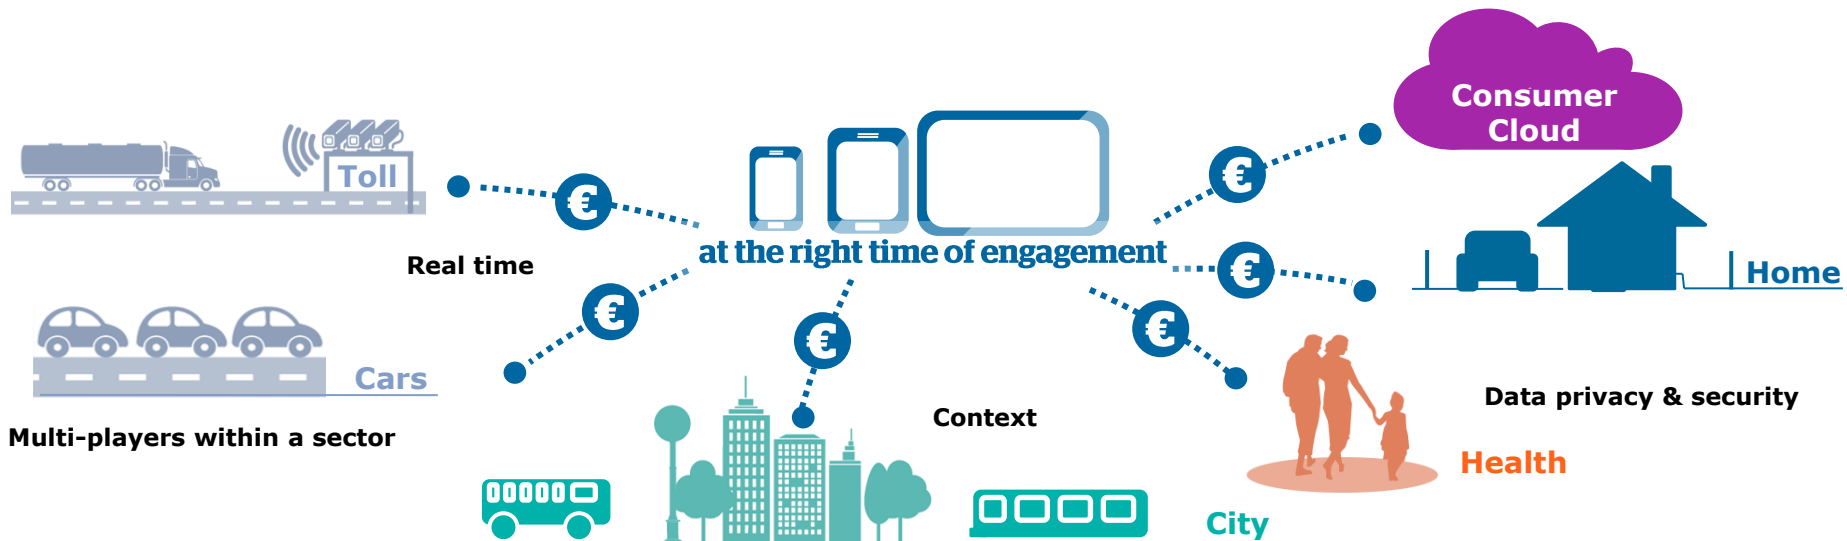 Consumer
Cloud
Toll
€
€
at the right time of engagement
Real time
€
Home
€
€
€
Cars
Data privacy & security
Context
Multi-players within a sector
Health
City